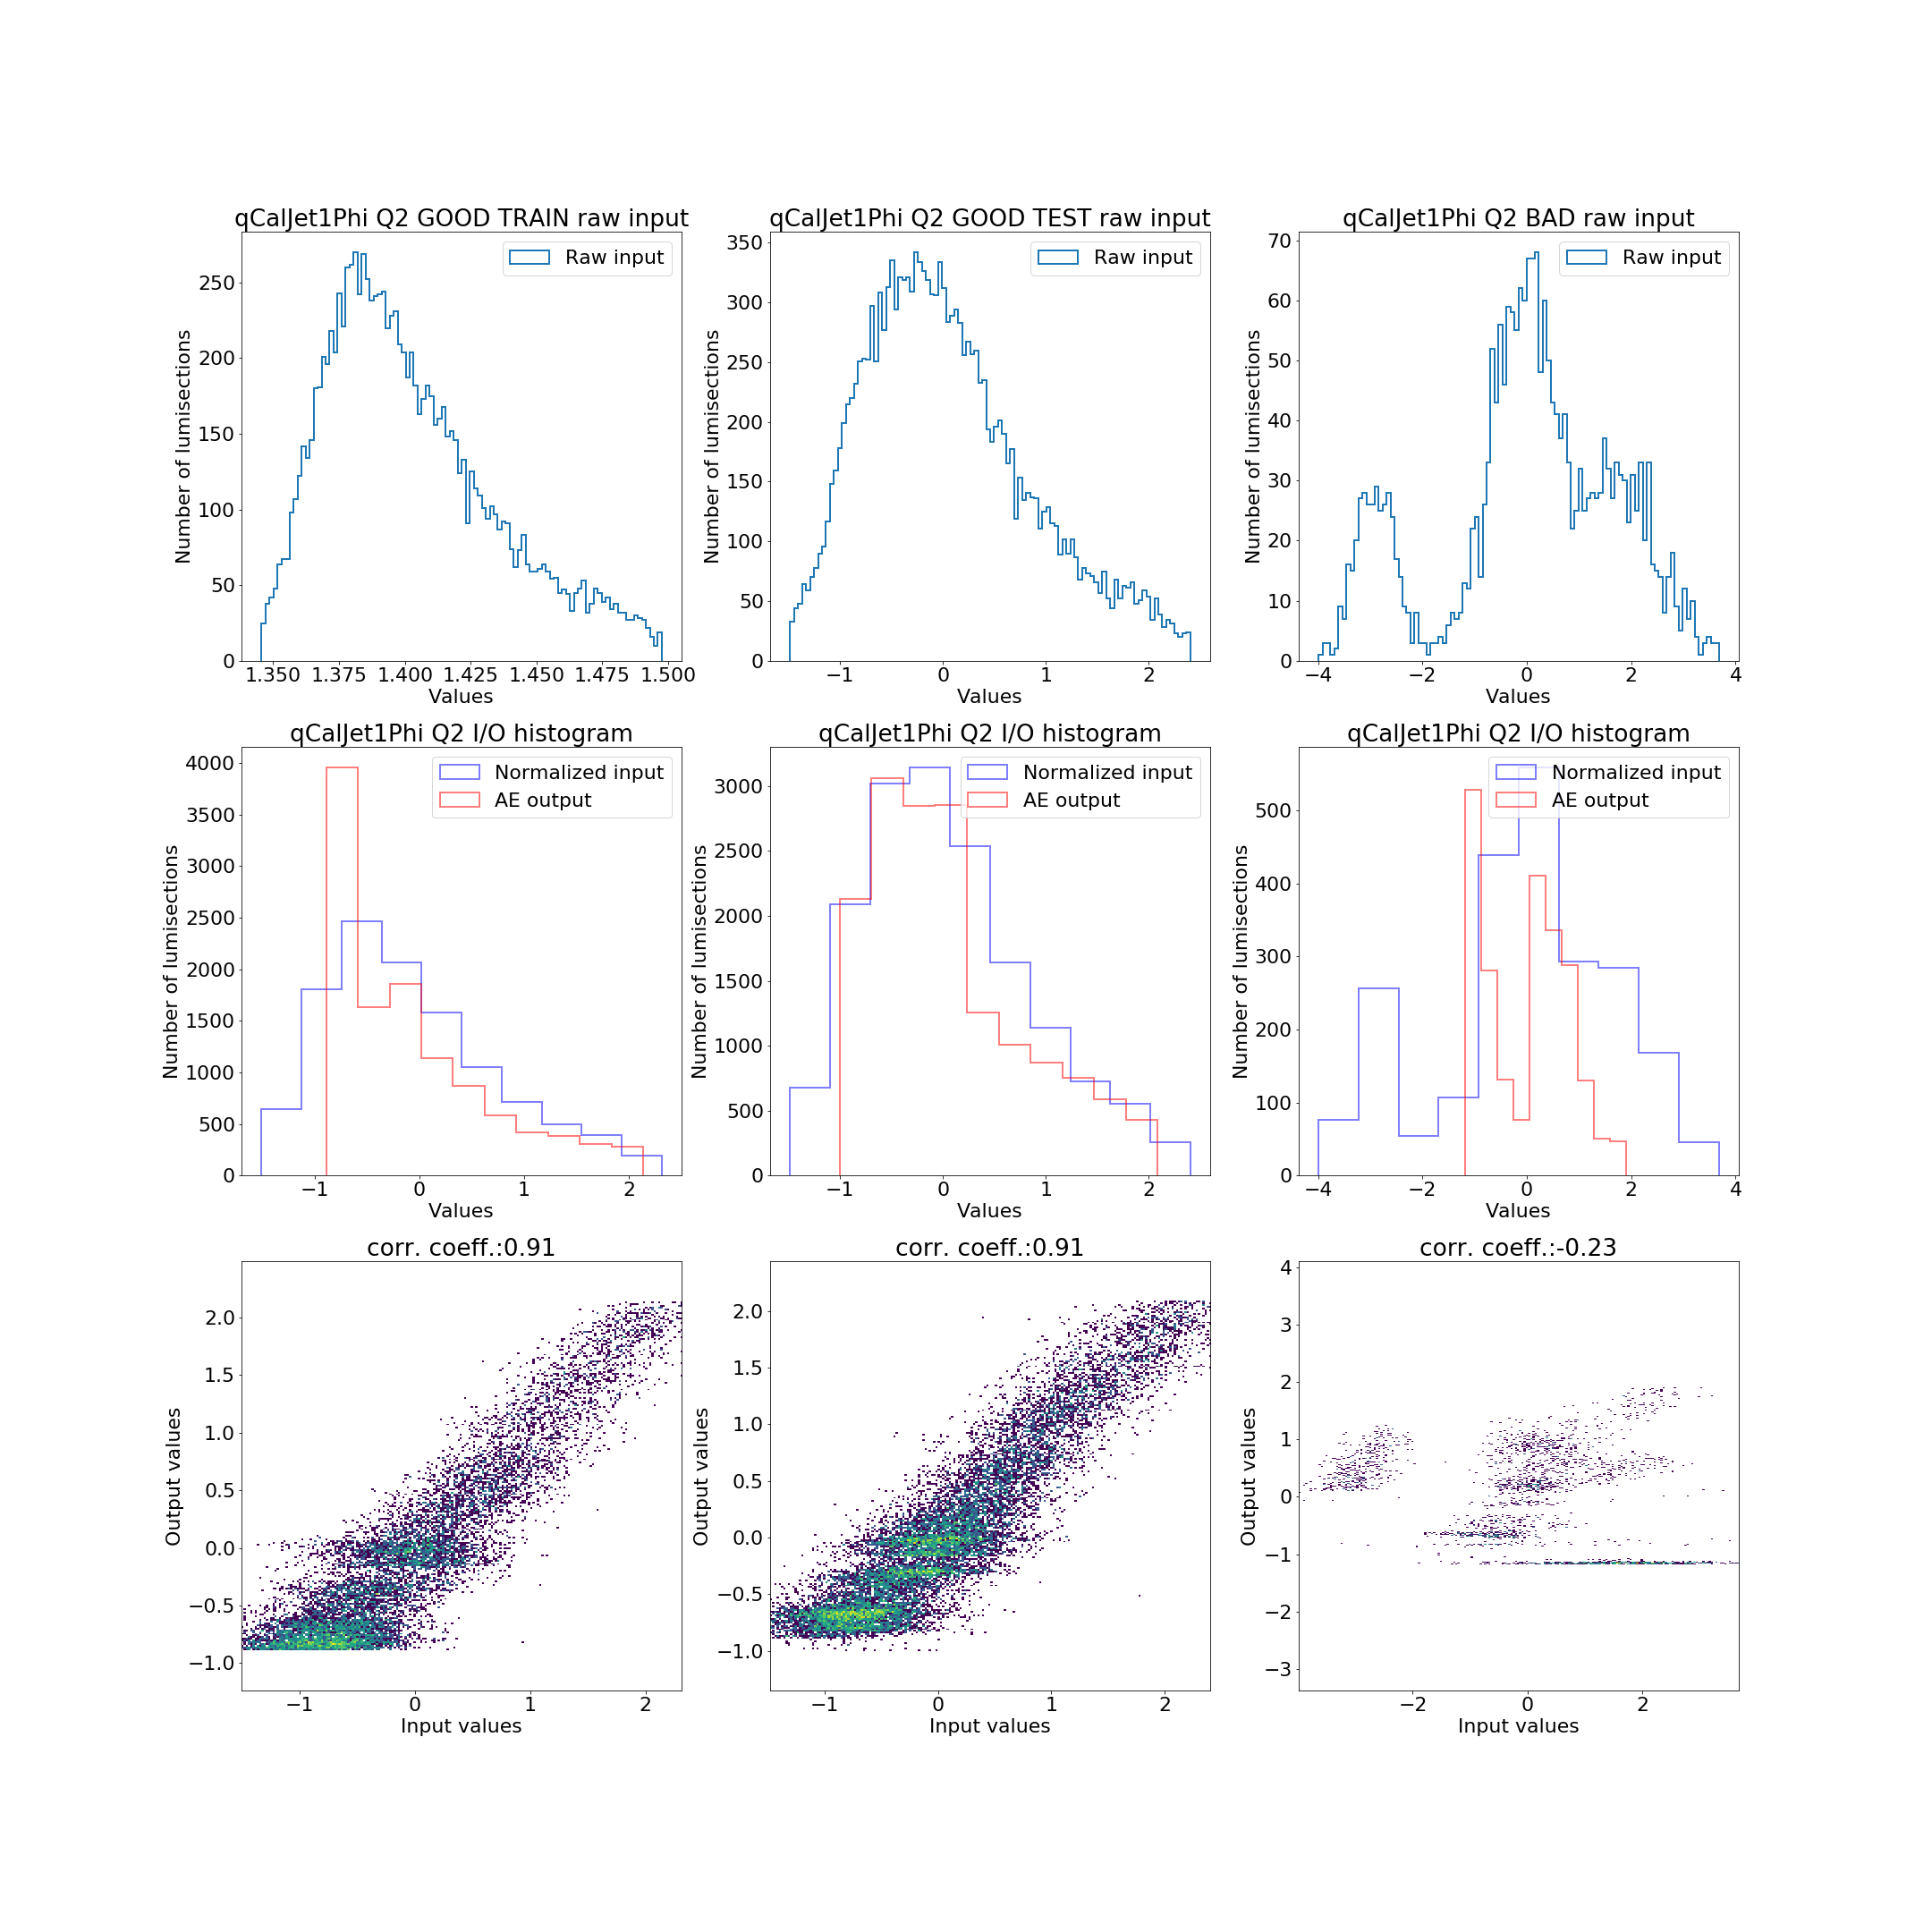 qCalJet1Phi Q2 GOOD TRAIN raw input
Raw input
Number of lumisections
250
200
150
100
50
0
1.350 1.375 1.400 1.425 1.450 1.475 1.500
Values
qCalJet1Phi Q2 GOOD TEST raw input
Raw input
Number of lumisections
350
300
250
200
150
100
50
0
−1 0 1 2
Values
qCalJet1Phi Q2 BAD raw input
Raw input
Number of lumisections
70
60
50
40
30
20
10
0
−4 −2 0 2 4
Values
qCalJet1Phi Q2 I/O histogram
Normalized input
AE output
Number of lumisections
4000
3500
3000
2500
2000
1500
1000
500
0
−1 0 1 2
Values
qCalJet1Phi Q2 I/O histogram
Normalized input
AE output
Number of lumisections
3000
2500
2000
1500
1000
500
0
−1 0 1 2
Values
qCalJet1Phi Q2 I/O histogram
Normalized input
AE output
Number of lumisections
500
400
300
200
100
0
−4 −2 0 2 4
Values
corr. coeff.:0.91
Output values
2.0
1.5
1.0
0.5
0.0
−0.5
−1.0
−1 0 1 2
Input values
corr. coeff.:0.91
Output values
2.0
1.5
1.0
0.5
0.0
−0.5
−1.0
−1 0 1 2
Input values
corr. coeff.:-0.23
Output values
4
3
2
1
0
−1
−2
−3
−2 0 2
Input values